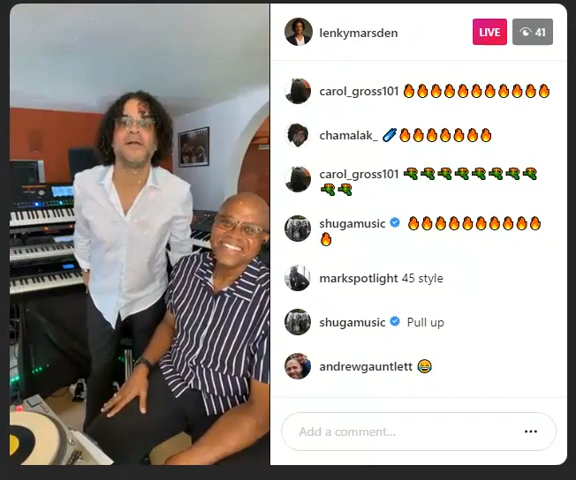 lenkymarsden
LIVE
41
carol_gross101 🔥🔥🔥🔥🔥🔥🔥🔥🔥🔥🔥
chamalak_ 🧷🔥🔥🔥🔥🔥🔥🔥
carol_gross101 🔫🔫🔫🔫🔫🔫🔫🔫
🔫🔫
shugamusic 🔥🔥🔥🔥🔥🔥🔥🔥🔥🔥
🔥
markspotlight 45 style
shugamusic Pull up
andrewgauntlett 😂
Add a comment...